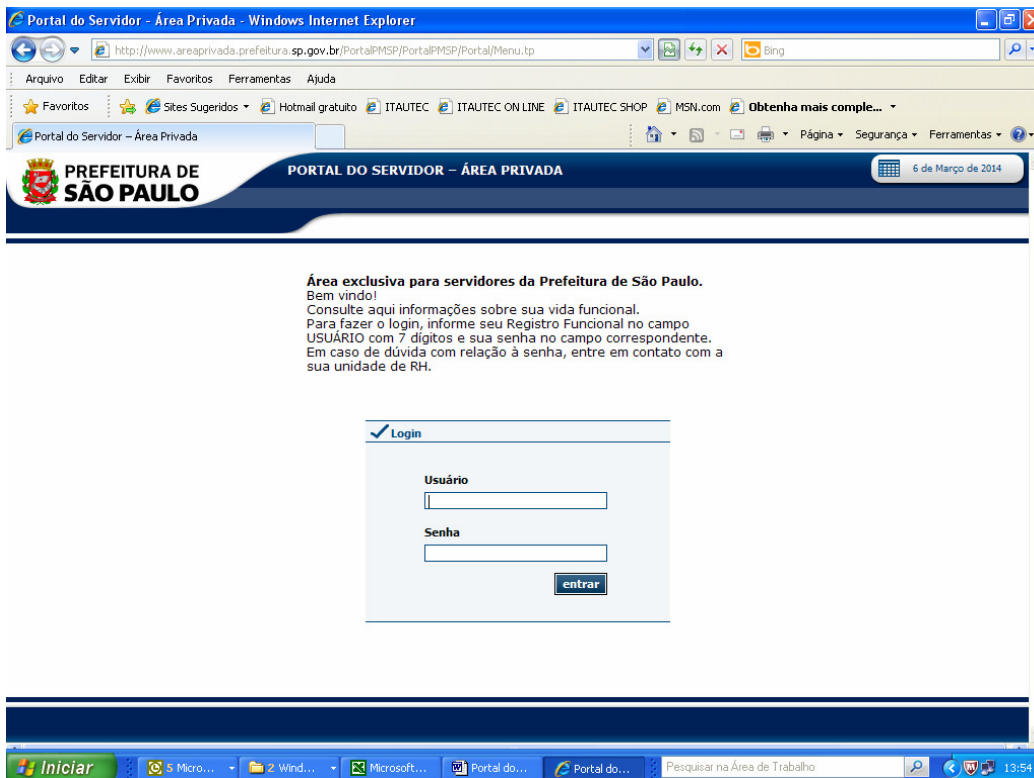 Portal do Servidor - Área Privada - Windows Internet Explorer
http://www.areaprivada.prefeitura.sp.gov.br/PortalPMSP/PortalPMSP/Portal/Menu.tp
Bing
Arquivo Editar Exibir Favoritos Ferramentas Ajuda
Favoritos Sites Sugeridos Hotmail gratuito ITAUTEC ITAUTEC ON LINE ITAUTEC SHOP MSN.com Obtenha mais comple...
Portal do Servidor – Área Privada Página Segurança Ferramentas
PREFEITURA DE
SÃO PAULO
PORTAL DO SERVIDOR – ÁREA PRIVADA
6 de Março de 2014
Área exclusiva para servidores da Prefeitura de São Paulo.
Bem vindo!
Consulte aqui informações sobre sua vida funcional.
Para fazer o login, informe seu Registro Funcional no campo
USUÁRIO com 7 dígitos e sua senha no campo correspondente.
Em caso de dúvida com relação à senha, entre em contato com a
sua unidade de RH.
Login
Usuário
Senha
entrar
Iniciar 5 Micro... 2 Wind... Microsoft... Portal do... Portal do... Pesquisar na Área de Trabalho 13:54